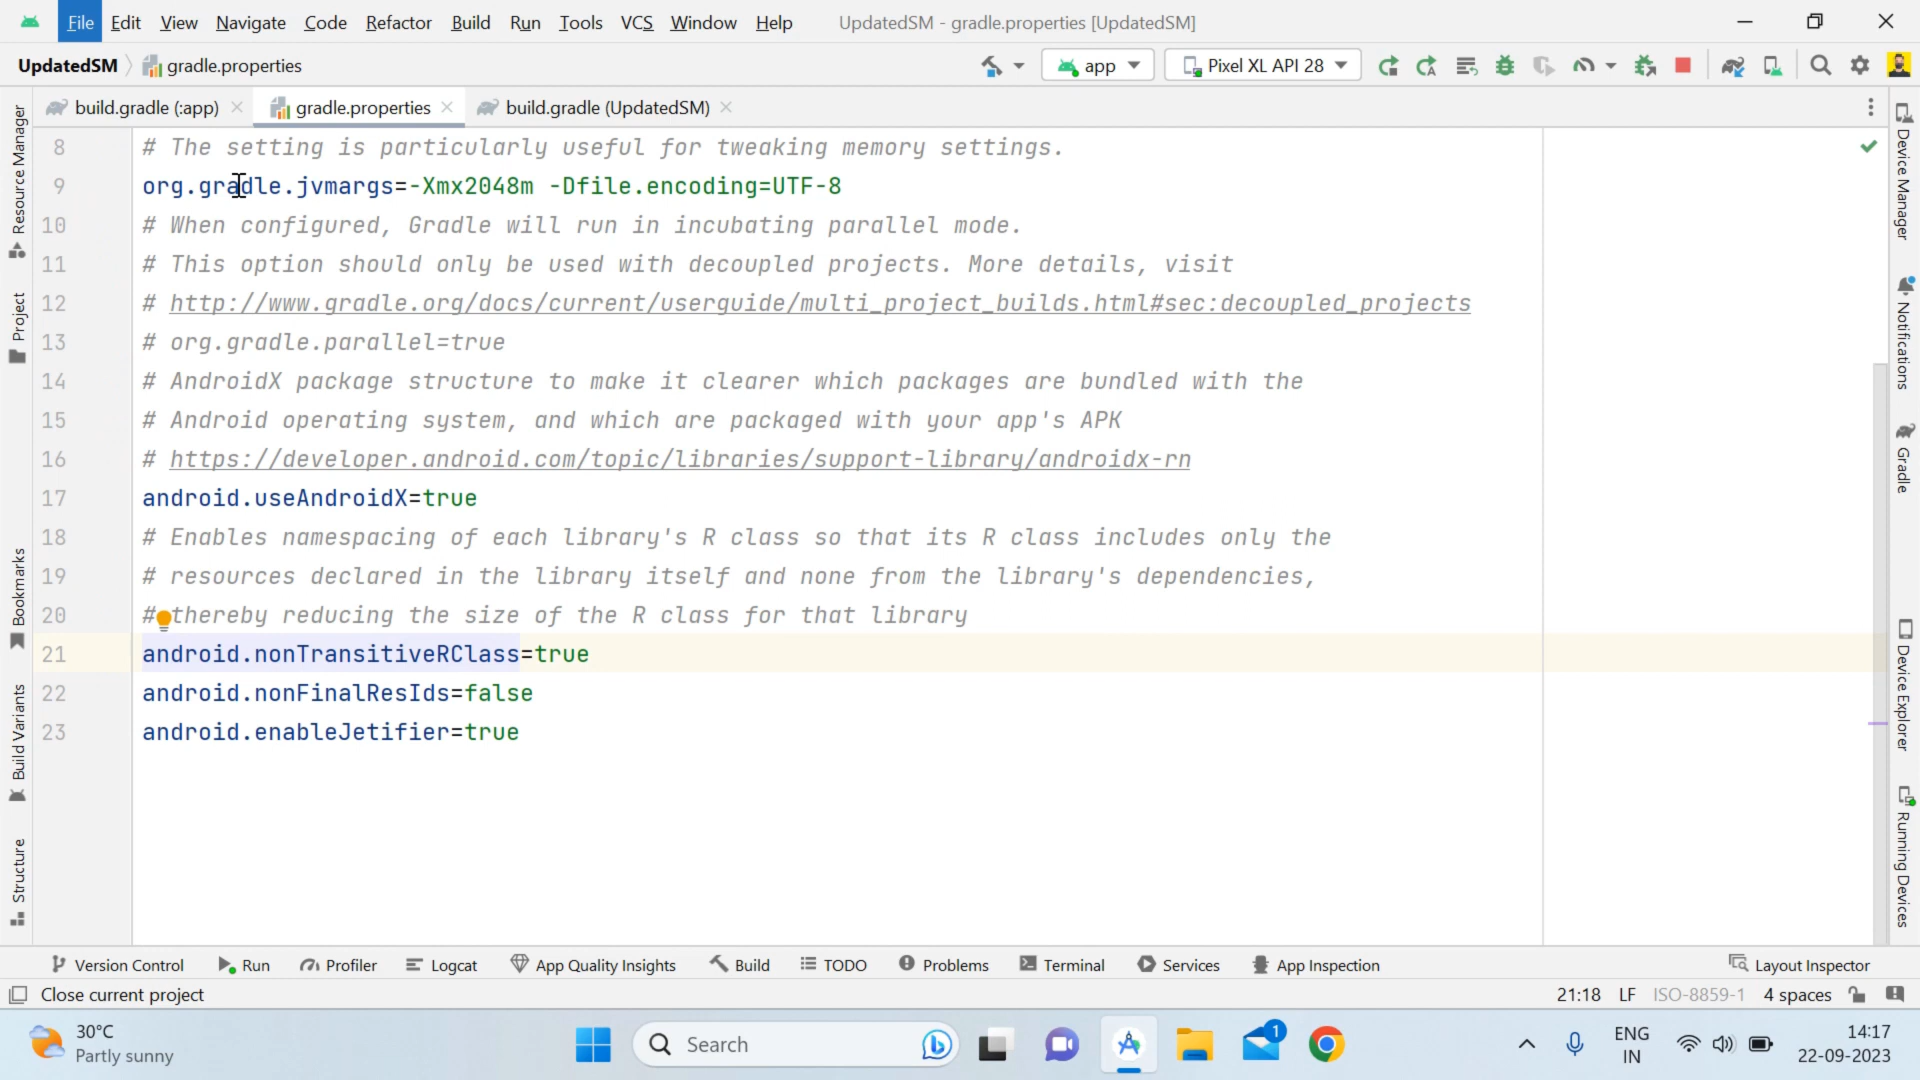 File Edit View Navigate Code Refactor Build Run Tools VCS Window Help UpdatedSM - gradle.properties [UpdatedSM]
UpdatedSM gradle.properties app Pixel XL API 28
build.gradle (:app) gradle.properties build.gradle (UpdatedSM)
8 # The setting is particularly useful for tweaking memory settings.
9 org.gradle.jvmargs=-Xmx2048m -Dfile.encoding=UTF-8
10 # When configured, Gradle will run in incubating parallel mode.
11 # This option should only be used with decoupled projects. More details, visit
12 # http://www.gradle.org/docs/current/userguide/multi_project_builds.html#sec:decoupled_projects
13 # org.gradle.parallel=true
14 # AndroidX package structure to make it clearer which packages are bundled with the
15 # Android operating system, and which are packaged with your app's APK
16 # https://developer.android.com/topic/libraries/support-library/androidx-rn
17 android.useAndroidX=true
18 # Enables namespacing of each library's R class so that its R class includes only the
19 # resources declared in the library itself and none from the library's dependencies,
20 # thereby reducing the size of the R class for that library
21 android.nonTransitiveRClass=true
22 android.nonFinalResIds=false
23 android.enableJetifier=true
Resource Manager
Project
Bookmarks
Build Variants
Structure
Device Manager
Notifications
Gradle
Device Explorer
Running Devices
Version Control Run Profiler Logcat App Quality Insights Build TODO Problems Terminal Services App Inspection Layout Inspector
Close current project 21:18 LF ISO-8859-1 4 spaces
30°C
Partly sunny
Search
1
ENG
IN
14:17
22-09-2023